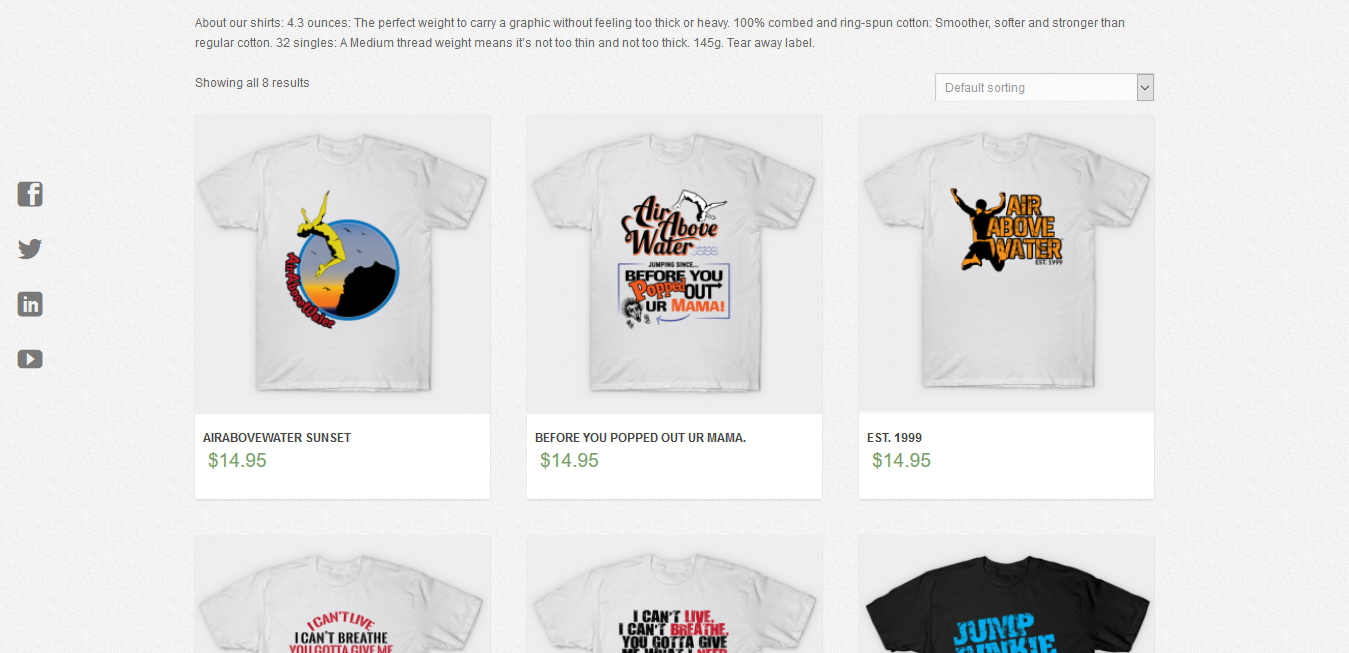 About our shirts: 4.3 ounces: The perfect weight to carry a graphic without feeling too thick or heavy. 100% combed and ring-spun cotton: Smoother, softer and stronger than
regular cotton. 32 singles: A Medium thread weight means it's not too thin and not too thick. 145g. Tear away label.
Showing all 8 results
Default sorting
AirAboveWater
Air
Above
Water
JUMPING SINCE...
BEFORE YOU
Popped OUT
UR MAMA!
AIR
ABOVE
WATER
EST. 1999
AIRABOVEWATER SUNSET
$14.95
BEFORE YOU POPPED OUT UR MAMA.
$14.95
EST. 1999
$14.95
I CAN'T LIVE
I CAN'T BREATHE
YOU GOTTA GIVE ME
I CAN'T LIVE,
I CAN'T BREATHE,
YOU GOTTA GIVE
ME WHAT I NEED
JUMP
JUNKIE
f
in